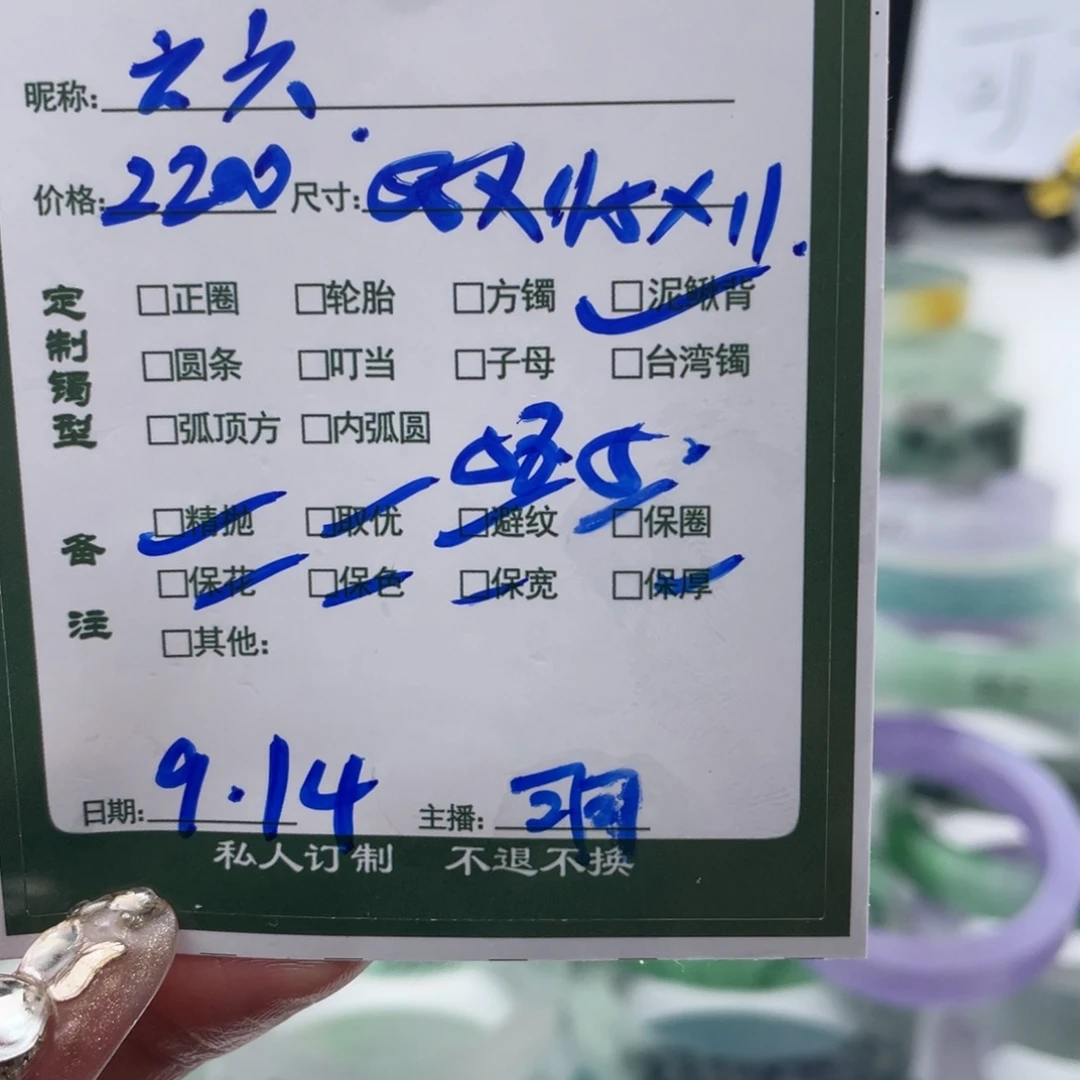 昵称: 六六.
价格: 2200 尺寸: 58X11.5X11.
定制镯型
□正圈 □轮胎 □方镯 □泥鳅背
□圆条 □叮当 □子母 □台湾镯
□弧顶方 □内弧圆
备注
□精抛 □取优 □避纹 □保圈
□保花 □保色 □保宽 □保厚
□其他:
日期: 9.14 主播: 羽
私人订制 不退不换